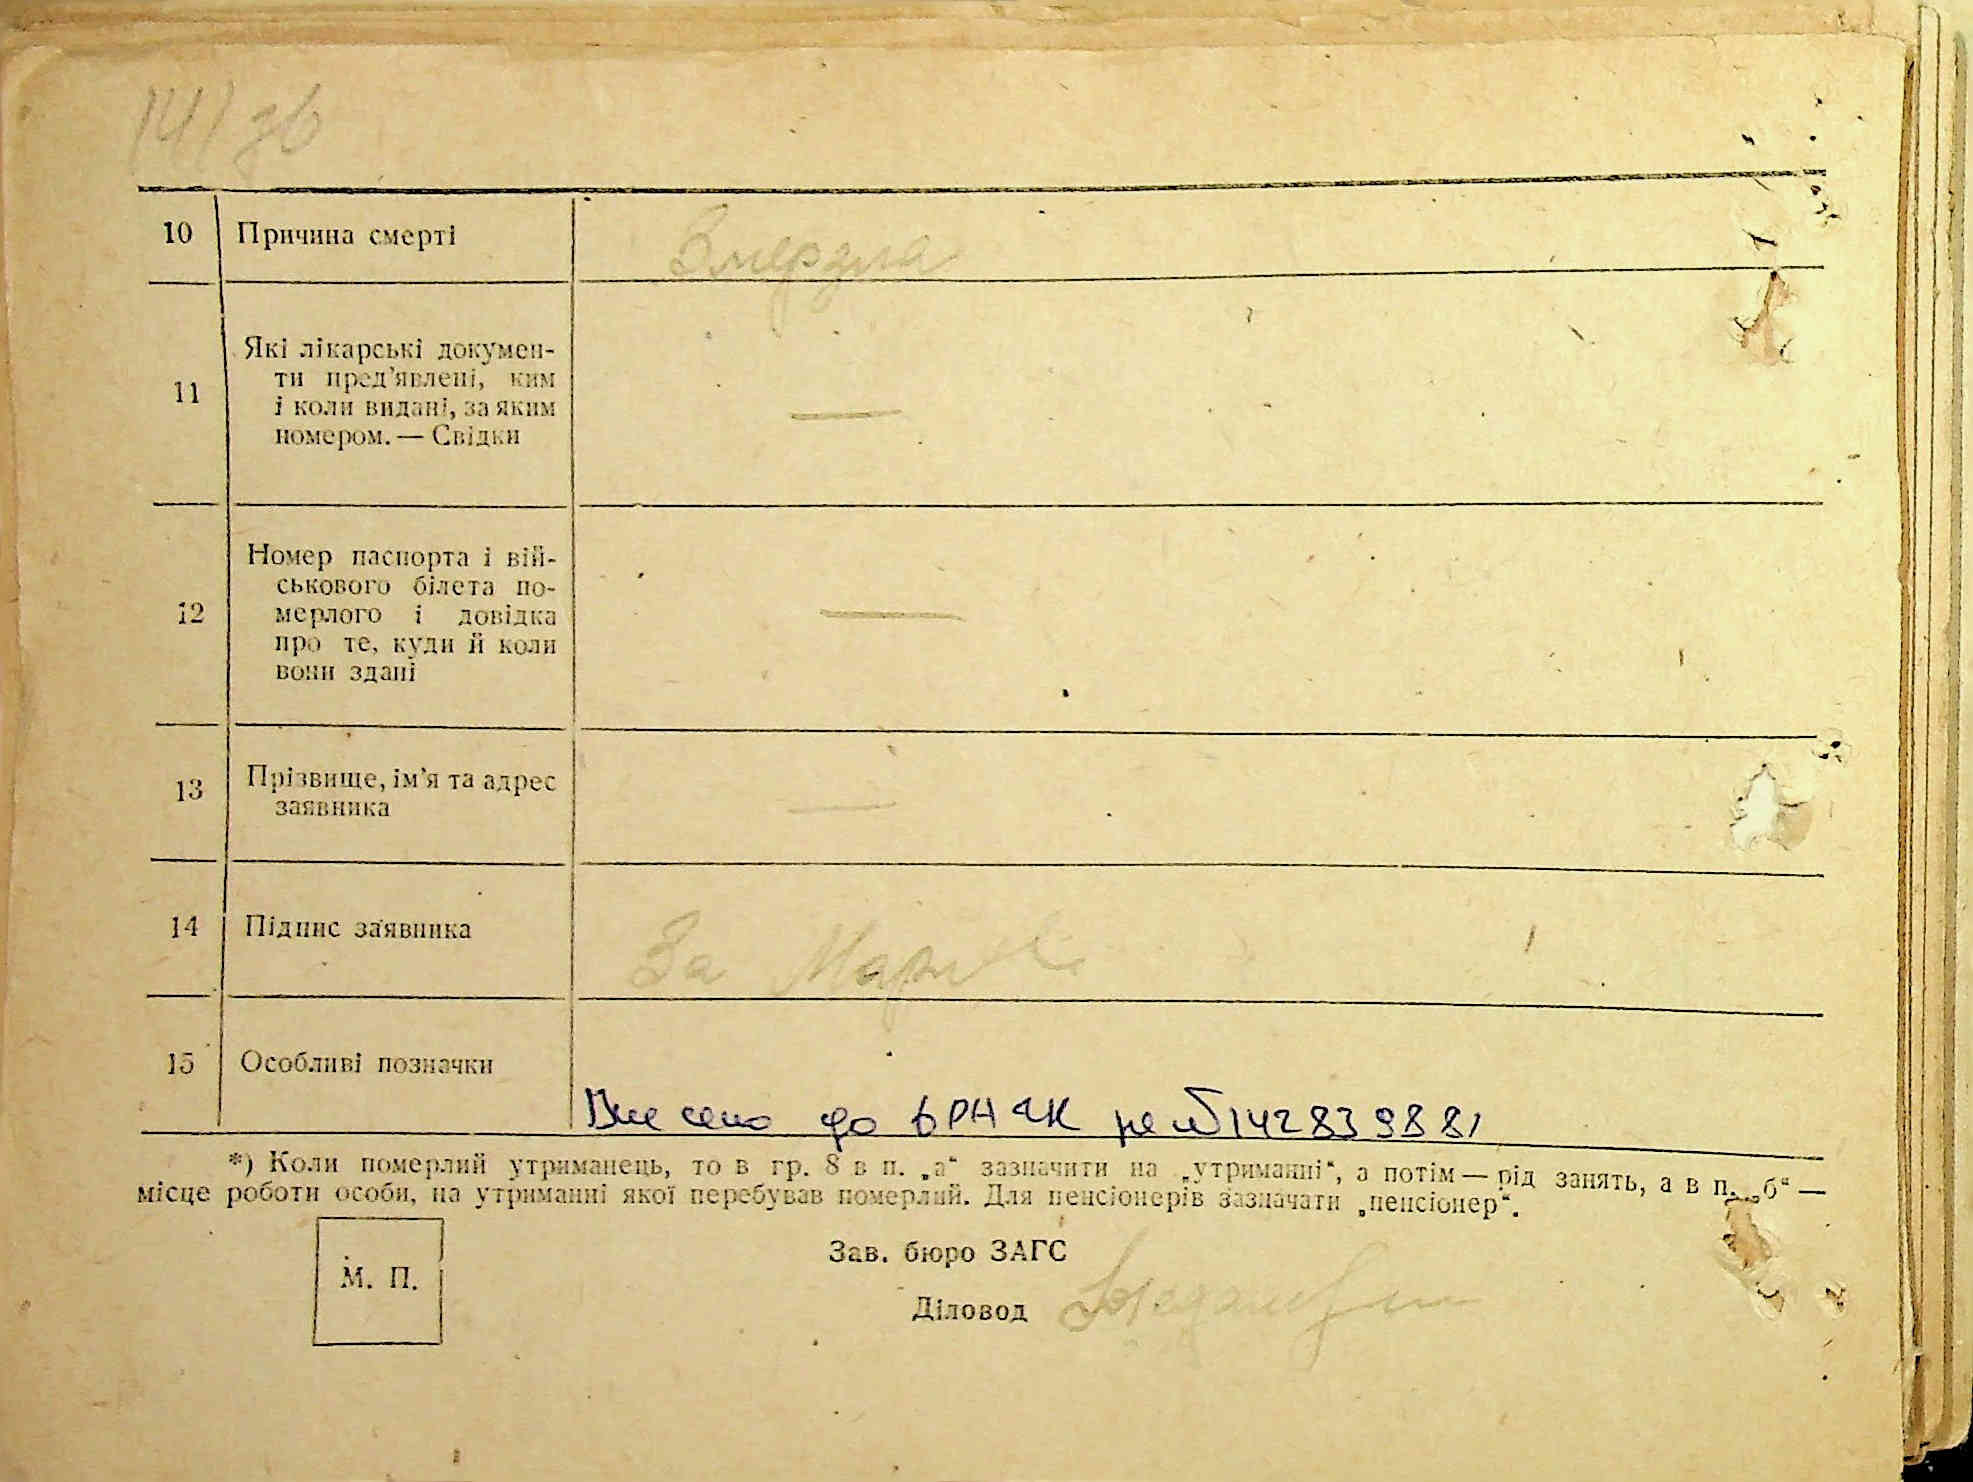 141 зв
10 Причина смерті Змерзла
11 Які лікарські докумен-
ти пред’явлені, ким
і коли видані, за яким
номером. — Свідки —
12 Номер паспорта і вій-
ськового білета по-
мерлого і довідка
про те, куди й коли
вони здані —
13 Прізвище, ім’я та адрес
заявника —
14 Підпис заявника За
15 Особливі позначки
Внесено до 142839881
*) Коли померлий утриманець, то в гр. 8 в п. „а“ зазначити на „утриманні“, а потім — рід занять, а в п. „б“ —
місце роботи особи, на утриманні якої перебував померлий. Для пенсіонерів зазначати „пенсіонер“.
М. П.
Зав. бюро ЗАГС
Діловод